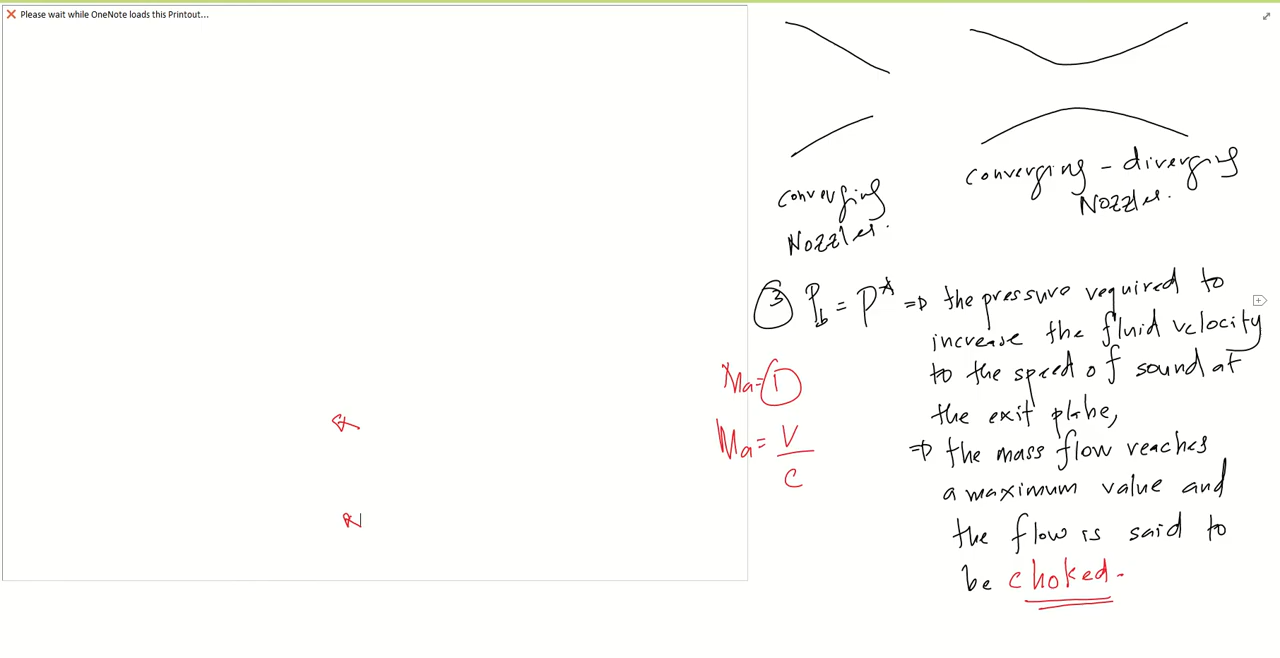 Please wait while OneNote loads this Printout...
converging
Nozzles.
converging - diverging
Nozzles.
③ Pb = P* => the pressure required to
increase the fluid velocity
to the speed of sound at
the exit plane,
=> the mass flow reaches
a maximum value and
the flow is said to
be choked.
Ma = 1
Ma = V
C